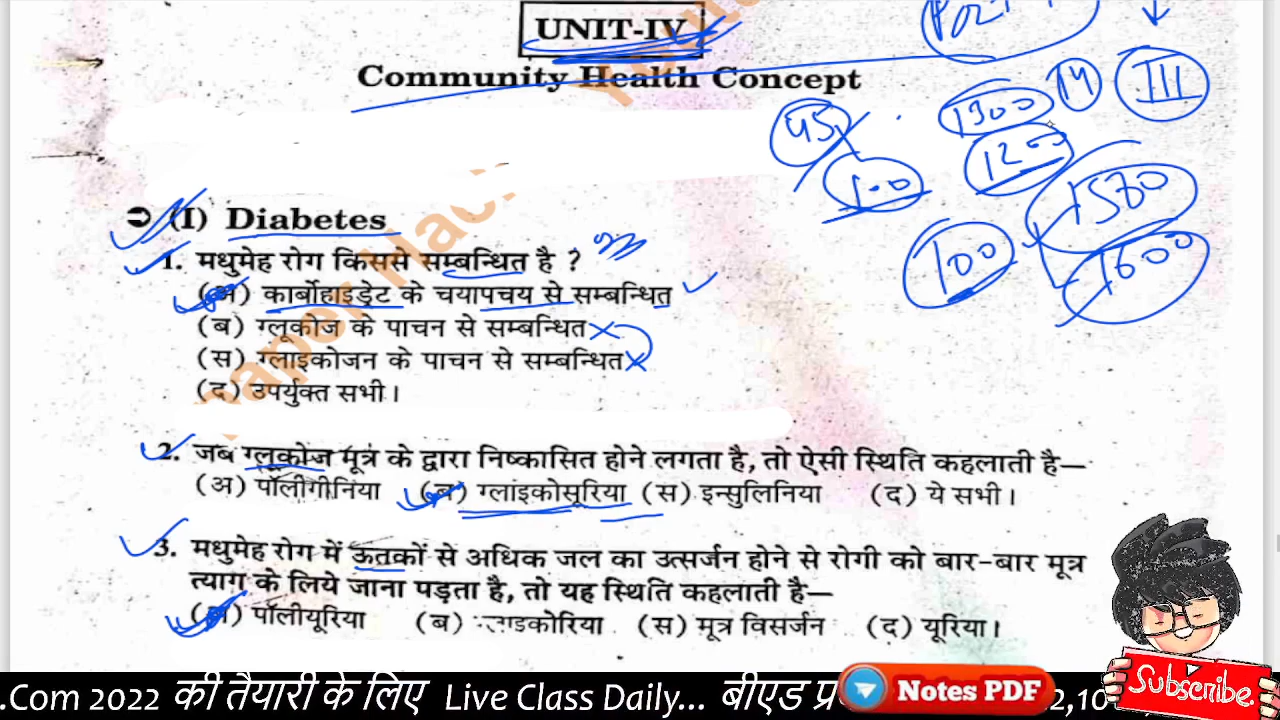 UNIT-IV
Community Health Concept
45
100
1300
14
III
1200
1580
100
1600
(I) Diabetes
1. मधुमेह रोग किससे सम्बन्धित है ?
(अ) कार्बोहाइड्रेट के चयापचय से सम्बन्धित
(ब) ग्लूकोज के पाचन से सम्बन्धित
(स) ग्लाइकोजन के पाचन से सम्बन्धित
(द) उपर्युक्त सभी।
2. जब ग्लूकोज मूत्र के द्वारा निष्कासित होने लगता है, तो ऐसी स्थिति कहलाती है—
(अ) पॉलीगीनिया (ब) ग्लाइकोसूरिया (स) इन्सुलिनिया (द) ये सभी।
3. मधुमेह रोग में ऊतकों से अधिक जल का उत्सर्जन होने से रोगी को बार-बार मूत्र
त्याग के लिये जाना पड़ता है, तो यह स्थिति कहलाती है—
(अ) पॉलीयूरिया (ब) (स) मूत्र विसर्जन (द) यूरिया।
.Com 2022 की तैयारी के लिए Live Class Daily... बीएड Notes PDF
Subscribe